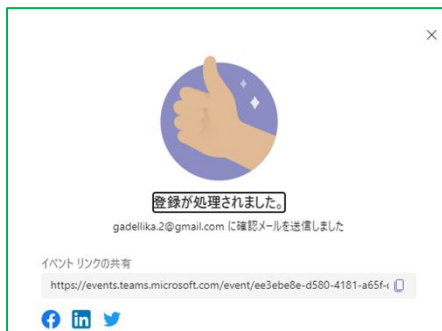 登録が処理されました。
gadellika.2@gmail.com に確認メールを送信しました
イベント リンクの共有
https://events.teams.microsoft.com/event/ee3ebe8e-d580-4181-a65f-